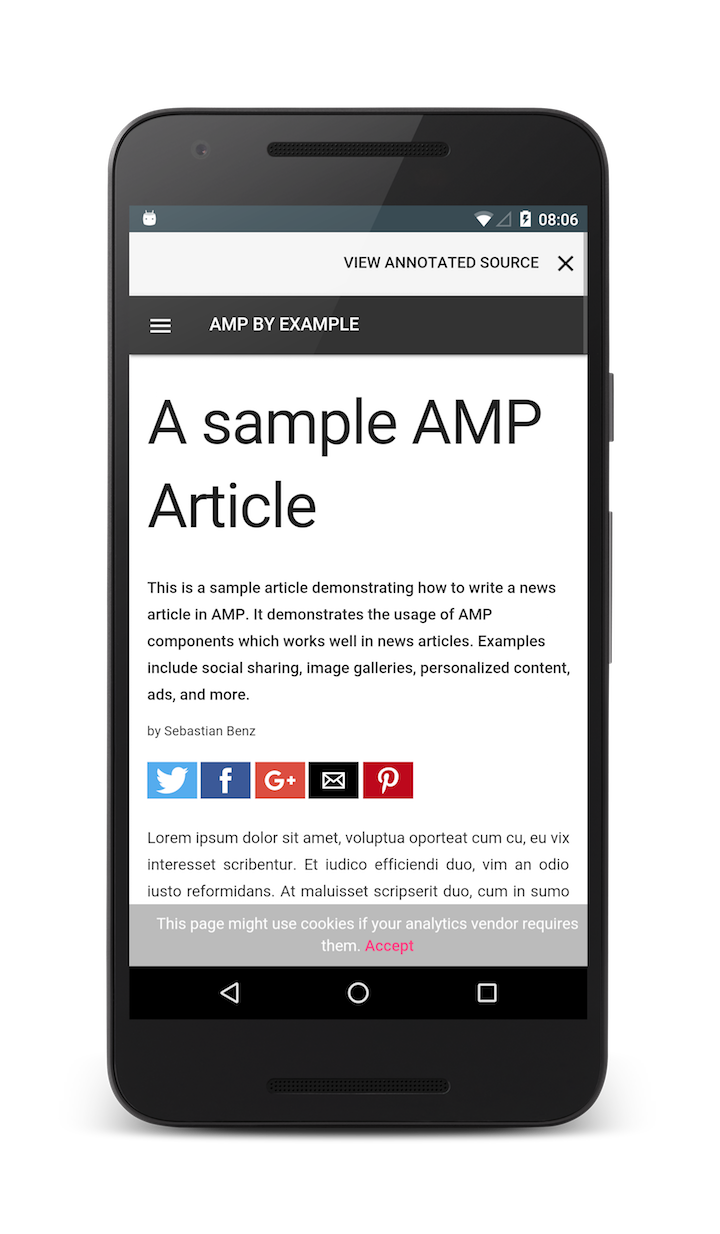 08:06
VIEW ANNOTATED SOURCE
AMP BY EXAMPLE
A sample AMP
Article
This is a sample article demonstrating how to write a news
article in AMP. It demonstrates the usage of AMP
components which works well in news articles. Examples
include social sharing, image galleries, personalized content,
ads, and more.
by Sebastian Benz
G+
Lorem ipsum dolor sit amet, voluptua oporteat cum cu, eu vix
interesset scribentur. Et iudico efficiendi duo, vim an odio
iusto reformidans. At maluisset scripserit duo, cum in sumo
This page might use cookies if your analytics vendor requires
them. Accept